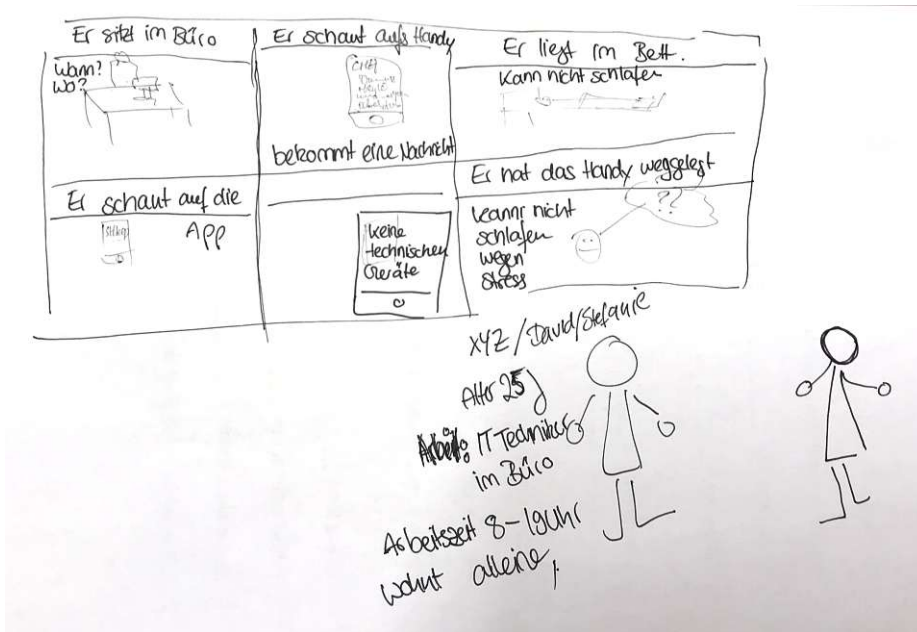 Er sitzt im Büro
Wann?
Wo?
Er schaut aufs Handy
CHEF
bekommt eine Nachricht
Er liegt im Bett.
Kann nicht schlafen
Er schaut auf die
APP
keine
technischen
Geräte
Er hat das Handy weggelegt
kann nicht
schlafen
wegen
Stress
??
XYZ/David/Stefanie
Alter 25 J
Arbeit: IT Techniker
im Büro
Arbeitszeit 8-19 Uhr
wohnt alleine,